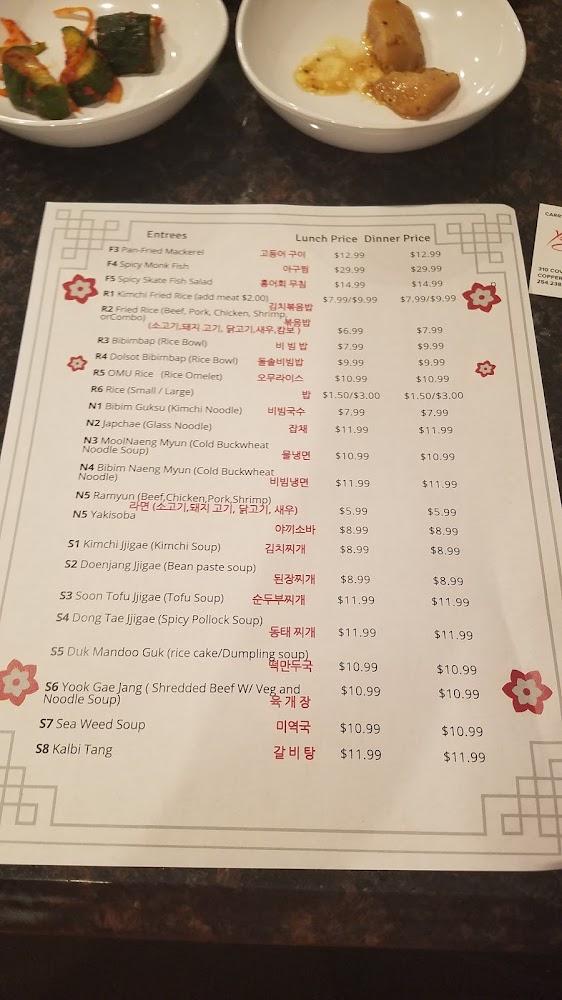 Entrees Lunch Price Dinner Price
F3 Pan-Fried Mackerel 고등어 구이 $12.99 $12.99
F4 Spicy Monk Fish 아구찜 $29.99 $29.99
F5 Spicy Skate Fish Salad 홍어회 무침 $14.99 $14.99
R1 Kimchi Fried Rice (add meat $2.00) 김치볶음밥 $7.99/$9.99 $7.99/$9.99
R2 Fried Rice (Beef, Pork, Chicken, Shrimp,
orCombo) 볶음밥
(소고기,돼지 고기, 닭고기,새우,캄보 ) $6.99 $7.99
R3 Bibimbap (Rice Bowl) 비 빔 밥 $7.99 $9.99
R4 Dolsot Bibimbap (Rice Bowl) 돌솥비빔밥 $9.99 $9.99
R5 OMU Rice (Rice Omelet) 오무라이스 $10.99 $10.99
R6 Rice (Small / Large) 밥 $1.50/$3.00 $1.50/$3.00
N1 Bibim Guksu (Kimchi Noodle) 비빔국수 $7.99 $7.99
N2 Japchae (Glass Noodle) 잡채 $11.99 $11.99
N3 MoolNaeng Myun (Cold Buckwheat
Noodle Soup) 물냉면 $10.99 $10.99
N4 Bibim Naeng Myun (Cold Buckwheat
Noodle) 비빔냉면 $11.99 $11.99
N5 Ramyun (Beef,Chicken,Pork,Shrimp)
라면 (소고기,돼지 고기, 닭고기, 새우) $5.99 $5.99
N5 Yakisoba 야끼소바 $8.99 $8.99
S1 Kimchi Jjigae (Kimchi Soup) 김치찌개 $8.99 $8.99
S2 Doenjang Jjigae (Bean paste soup)
된장찌개 $8.99 $8.99
S3 Soon Tofu Jjigae (Tofu Soup) 순두부찌개 $11.99 $11.99
S4 Dong Tae Jjigae (Spicy Pollock Soup)
동태 찌개 $11.99 $11.99
S5 Duk Mandoo Guk (rice cake/Dumpling soup)
떡만두국 $10.99 $10.99
S6 Yook Gae Jang ( Shredded Beef W/ Veg and
Noodle Soup) 육 개 장 $10.99 $10.99
S7 Sea Weed Soup 미역국 $10.99 $10.99
S8 Kalbi Tang 갈 비 탕 $11.99 $11.99
310
254.238